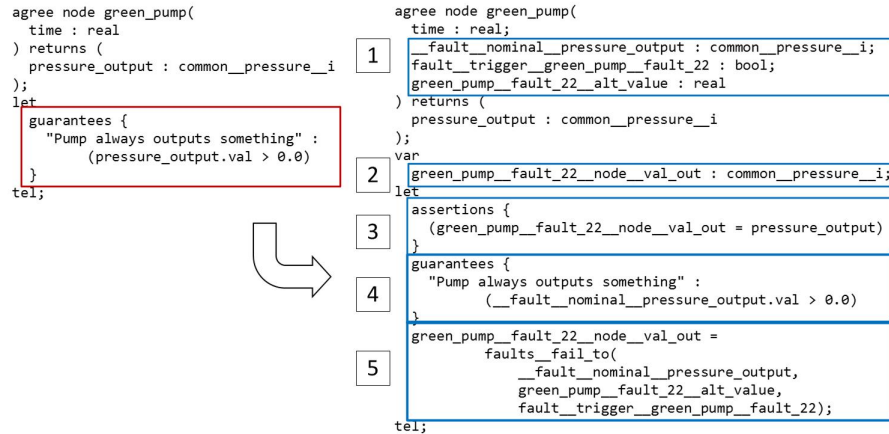 agree node green_pump(
time : real
) returns (
pressure_output : common__pressure__i
);
let
guarantees {
"Pump always outputs something" :
(pressure_output.val > 0.0)
}
tel;
agree node green_pump(
time : real;
1
__fault__nominal__pressure_output : common__pressure__i;
fault__trigger__green_pump__fault_22 : bool;
green_pump__fault_22__alt_value : real
) returns (
pressure_output : common__pressure__i
);
var
2
green_pump__fault_22__node__val_out : common__pressure__i;
let
3
assertions {
(green_pump__fault_22__node__val_out = pressure_output)
}
4
guarantees {
"Pump always outputs something" :
(__fault__nominal__pressure_output.val > 0.0)
}
5
green_pump__fault_22__node__val_out =
faults__fail_to(
__fault__nominal__pressure_output,
green_pump__fault_22__alt_value,
fault__trigger__green_pump__fault_22);
tel;